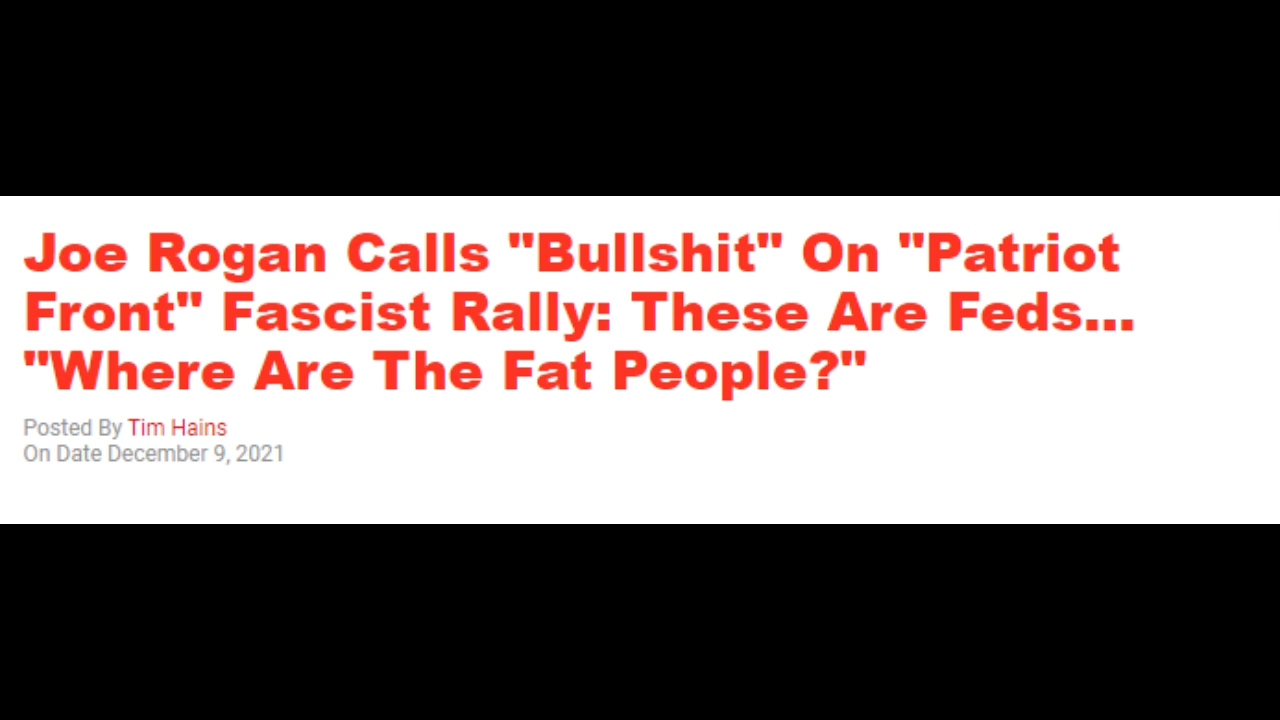 Joe Rogan Calls "Bullshit" On "Patriot
Front" Fascist Rally: These Are Feds...
"Where Are The Fat People?"
Posted By Tim Hains
On Date December 9, 2021